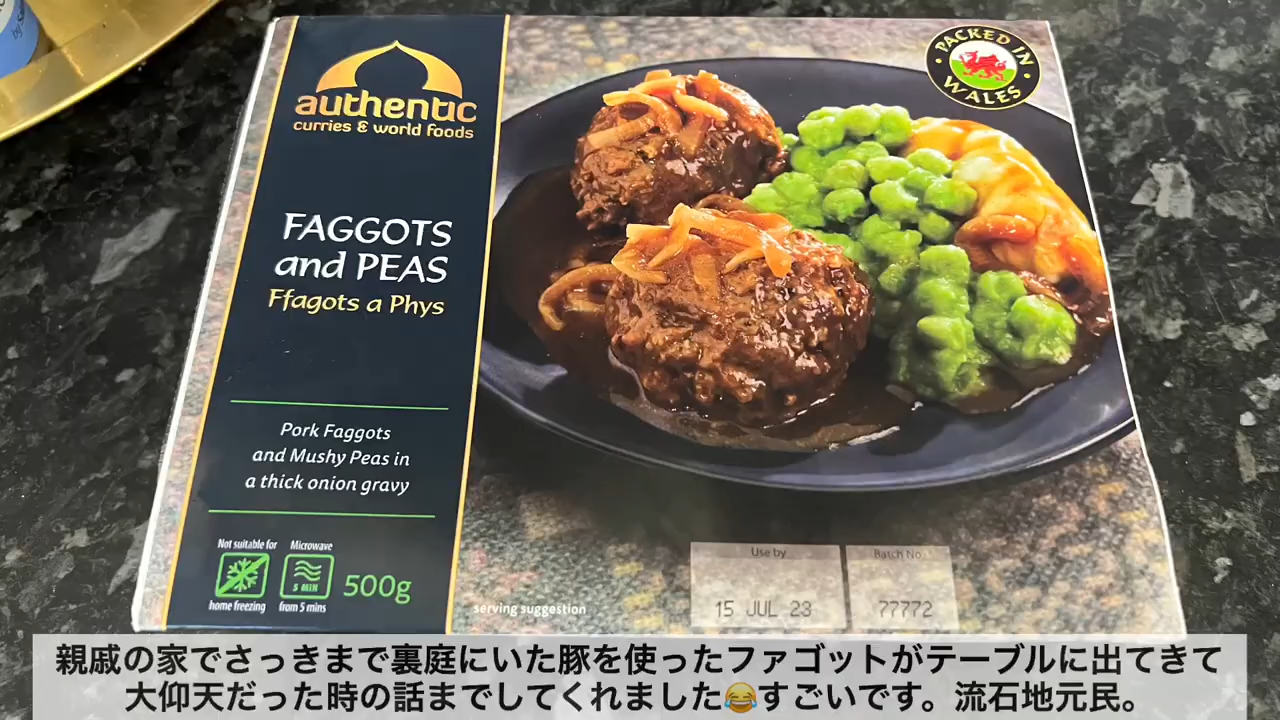 authentic
curries & world foods
PACKED IN
WALES
FAGGOTS
and PEAS
Ffagots a Phys
Pork Faggots
and Mushy Peas in
a thick onion gravy
Not suitable for
home freezing
Microwave
5 MIN
from 5 mins
500g
serving suggestion
Use by
15 JUL 23
Batch No.
77772
親戚の家でさっきまで裏庭にいた豚を使ったファゴットがテーブルに出てきて
大仰天だった時の話までしてくれました😂すごいです。流石地元民。